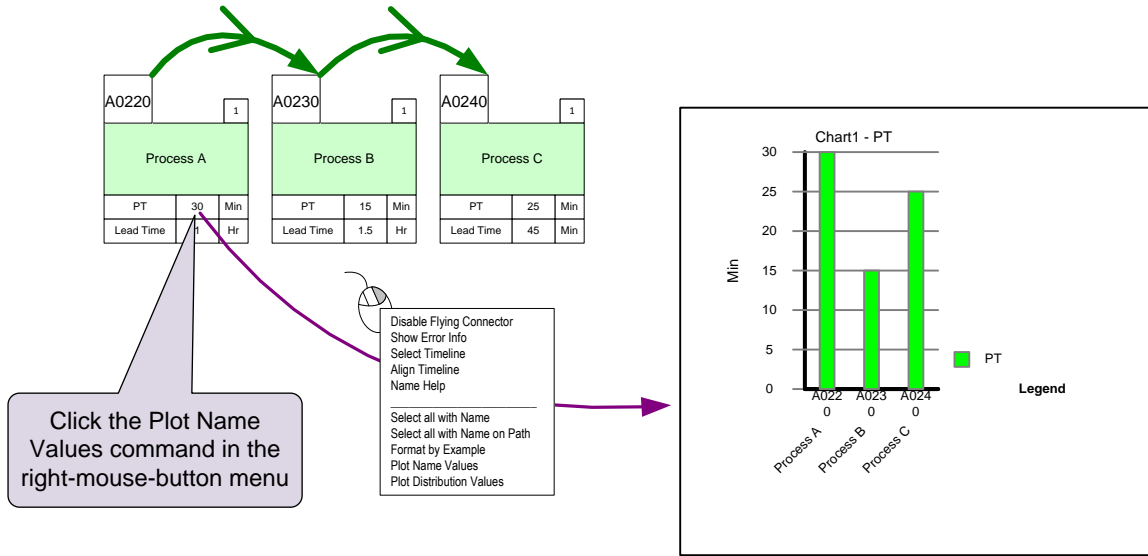 A0220
1
Process A
PT 30 Min
Lead Time 1 Hr
A0230
1
Process B
PT 15 Min
Lead Time 1.5 Hr
A0240
1
Process C
PT 25 Min
Lead Time 45 Min
Click the Plot Name
Values command in the
right-mouse-button menu
Disable Flying Connector
Show Error Info
Select Timeline
Align Timeline
Name Help
Select all with Name
Select all with Name on Path
Format by Example
Plot Name Values
Plot Distribution Values
Chart1 - PT
Min
30
25
20
15
10
5
0
A022
0
A023
0
A024
0
Process A
Process B
Process C
PT
Legend